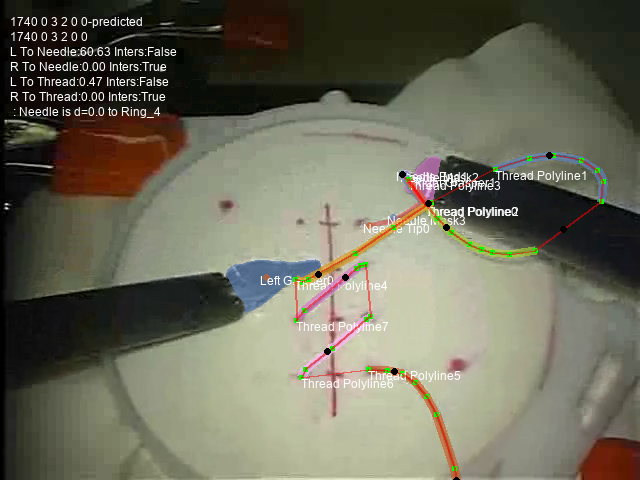 1740 0 3 2 0 0-predicted
1740 0 3 2 0 0
L To Needle:60.63 Inters:False
R To Needle:0.00 Inters:True
L To Thread:0.47 Inters:False
R To Thread:0.00 Inters:True
: Needle is d=0.0 to Ring_4
Thread Polyline1
Thread Polyline3
Thread Polyline2
Needle Mask3
Needle Tip0
Left Gripper0
Thread Polyline4
Thread Polyline7
Thread Polyline5
Thread Polyline6